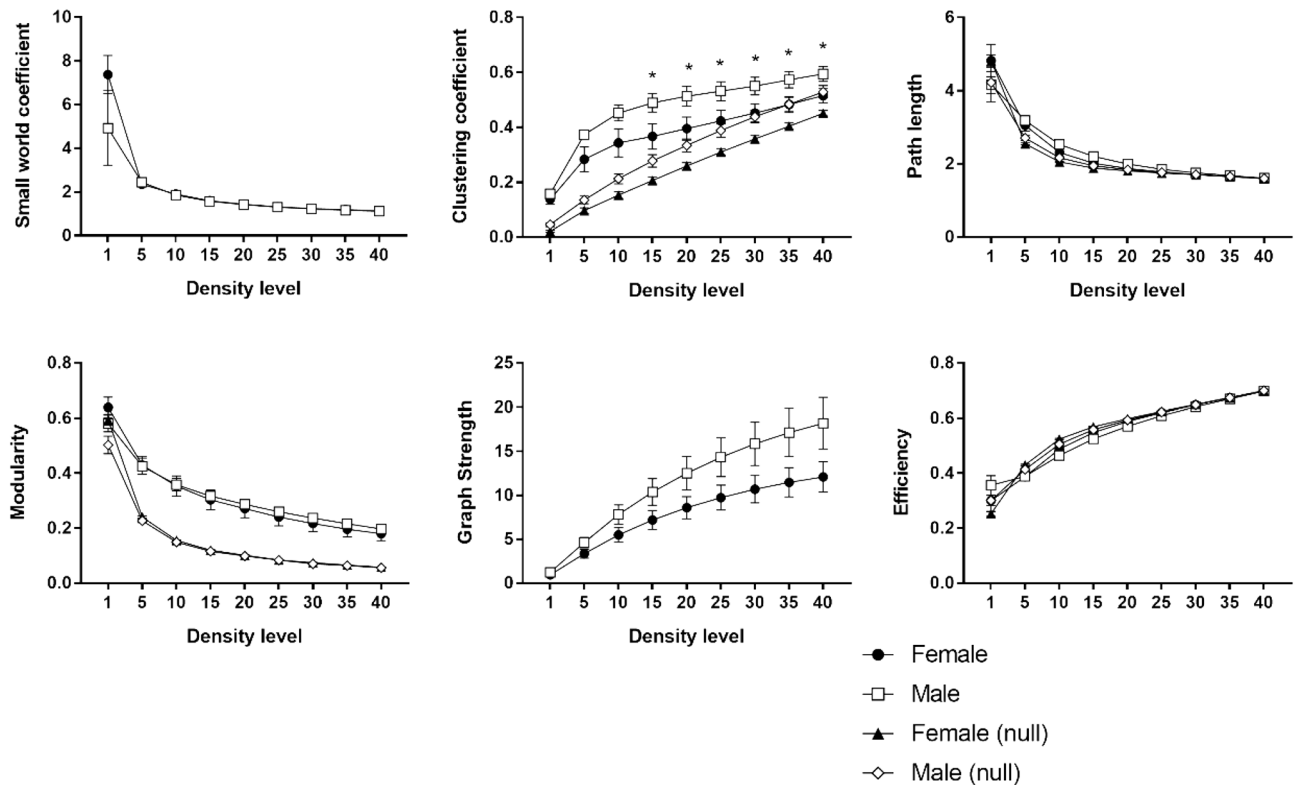 Small world coefficient
10
8
6
4
2
0
1 5 10 15 20 25 30 35 40
Density level
Clustering coefficient
0.8
0.6
0.4
0.2
0.0
* * * * * *
1 5 10 15 20 25 30 35 40
Density level
Path length
6
4
2
0
1 5 10 15 20 25 30 35 40
Density level
Modularity
0.8
0.6
0.4
0.2
0.0
1 5 10 15 20 25 30 35 40
Density level
Graph Strength
25
20
15
10
5
0
1 5 10 15 20 25 30 35 40
Density level
Efficiency
0.8
0.6
0.4
0.2
0.0
1 5 10 15 20 25 30 35 40
Female
Male
Female (null)
Male (null)